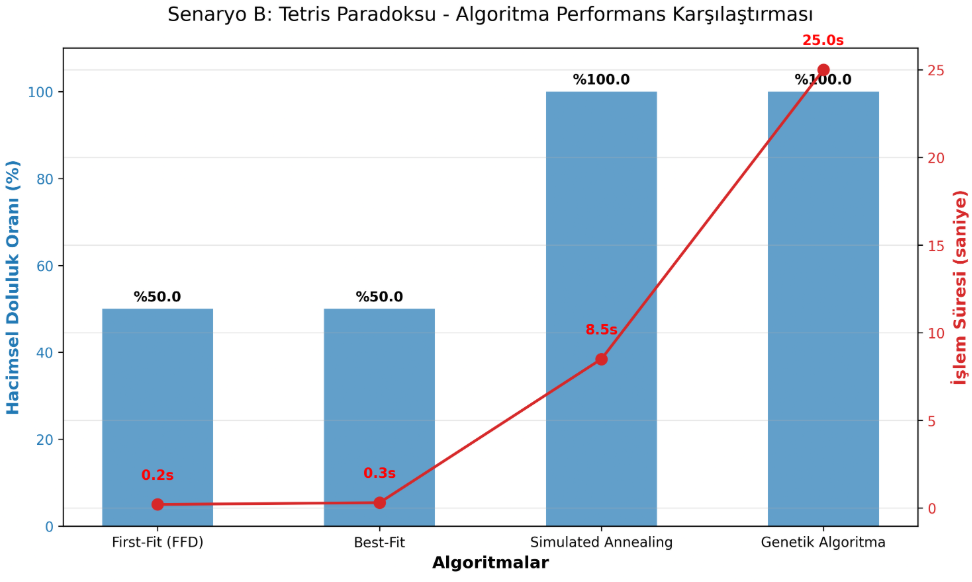 Senaryo B: Tetris Paradoksu - Algoritma Performans Karşılaştırması
25.0s
%100.0
%100.0
%50.0
%50.0
8.5s
0.2s
0.3s
Hacimsel Doluluk Oranı (%)
100
80
60
40
20
0
İşlem Süresi (saniye)
25
20
15
10
5
0
First-Fit (FFD)
Best-Fit
Simulated Annealing
Genetik Algoritma
Algoritmalar